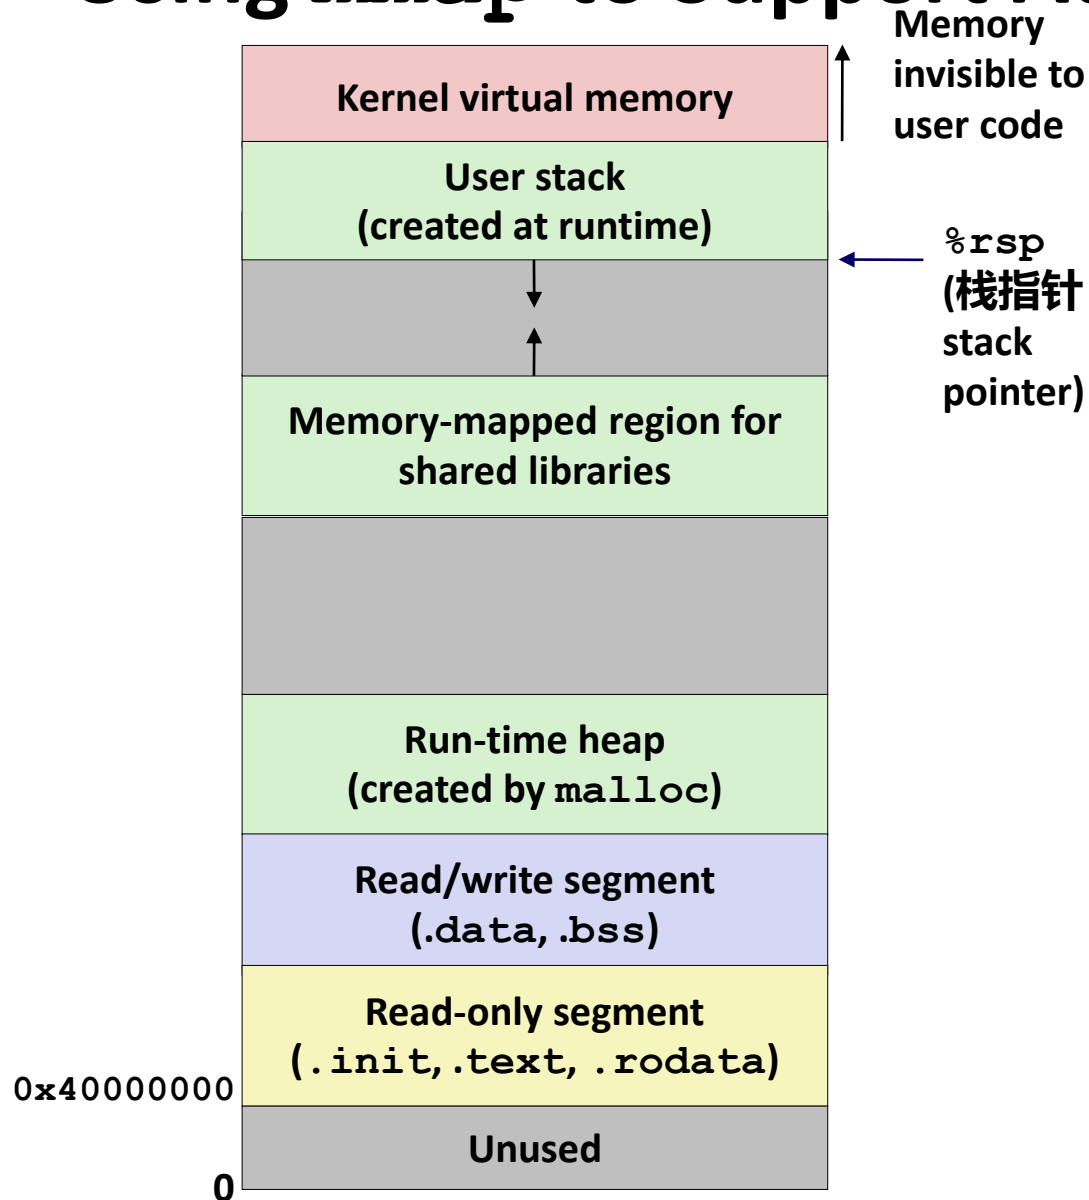 to
Memory
invisible to
user code
Kernel virtual memory
User stack
(created at runtime)
%rsp
(栈指针
stack
pointer)
Memory-mapped region for
shared libraries
Run-time heap
(created by malloc)
Read/write segment
(.data, .bss)
Read-only segment
(.init, .text, .rodata)
0x40000000
Unused
0